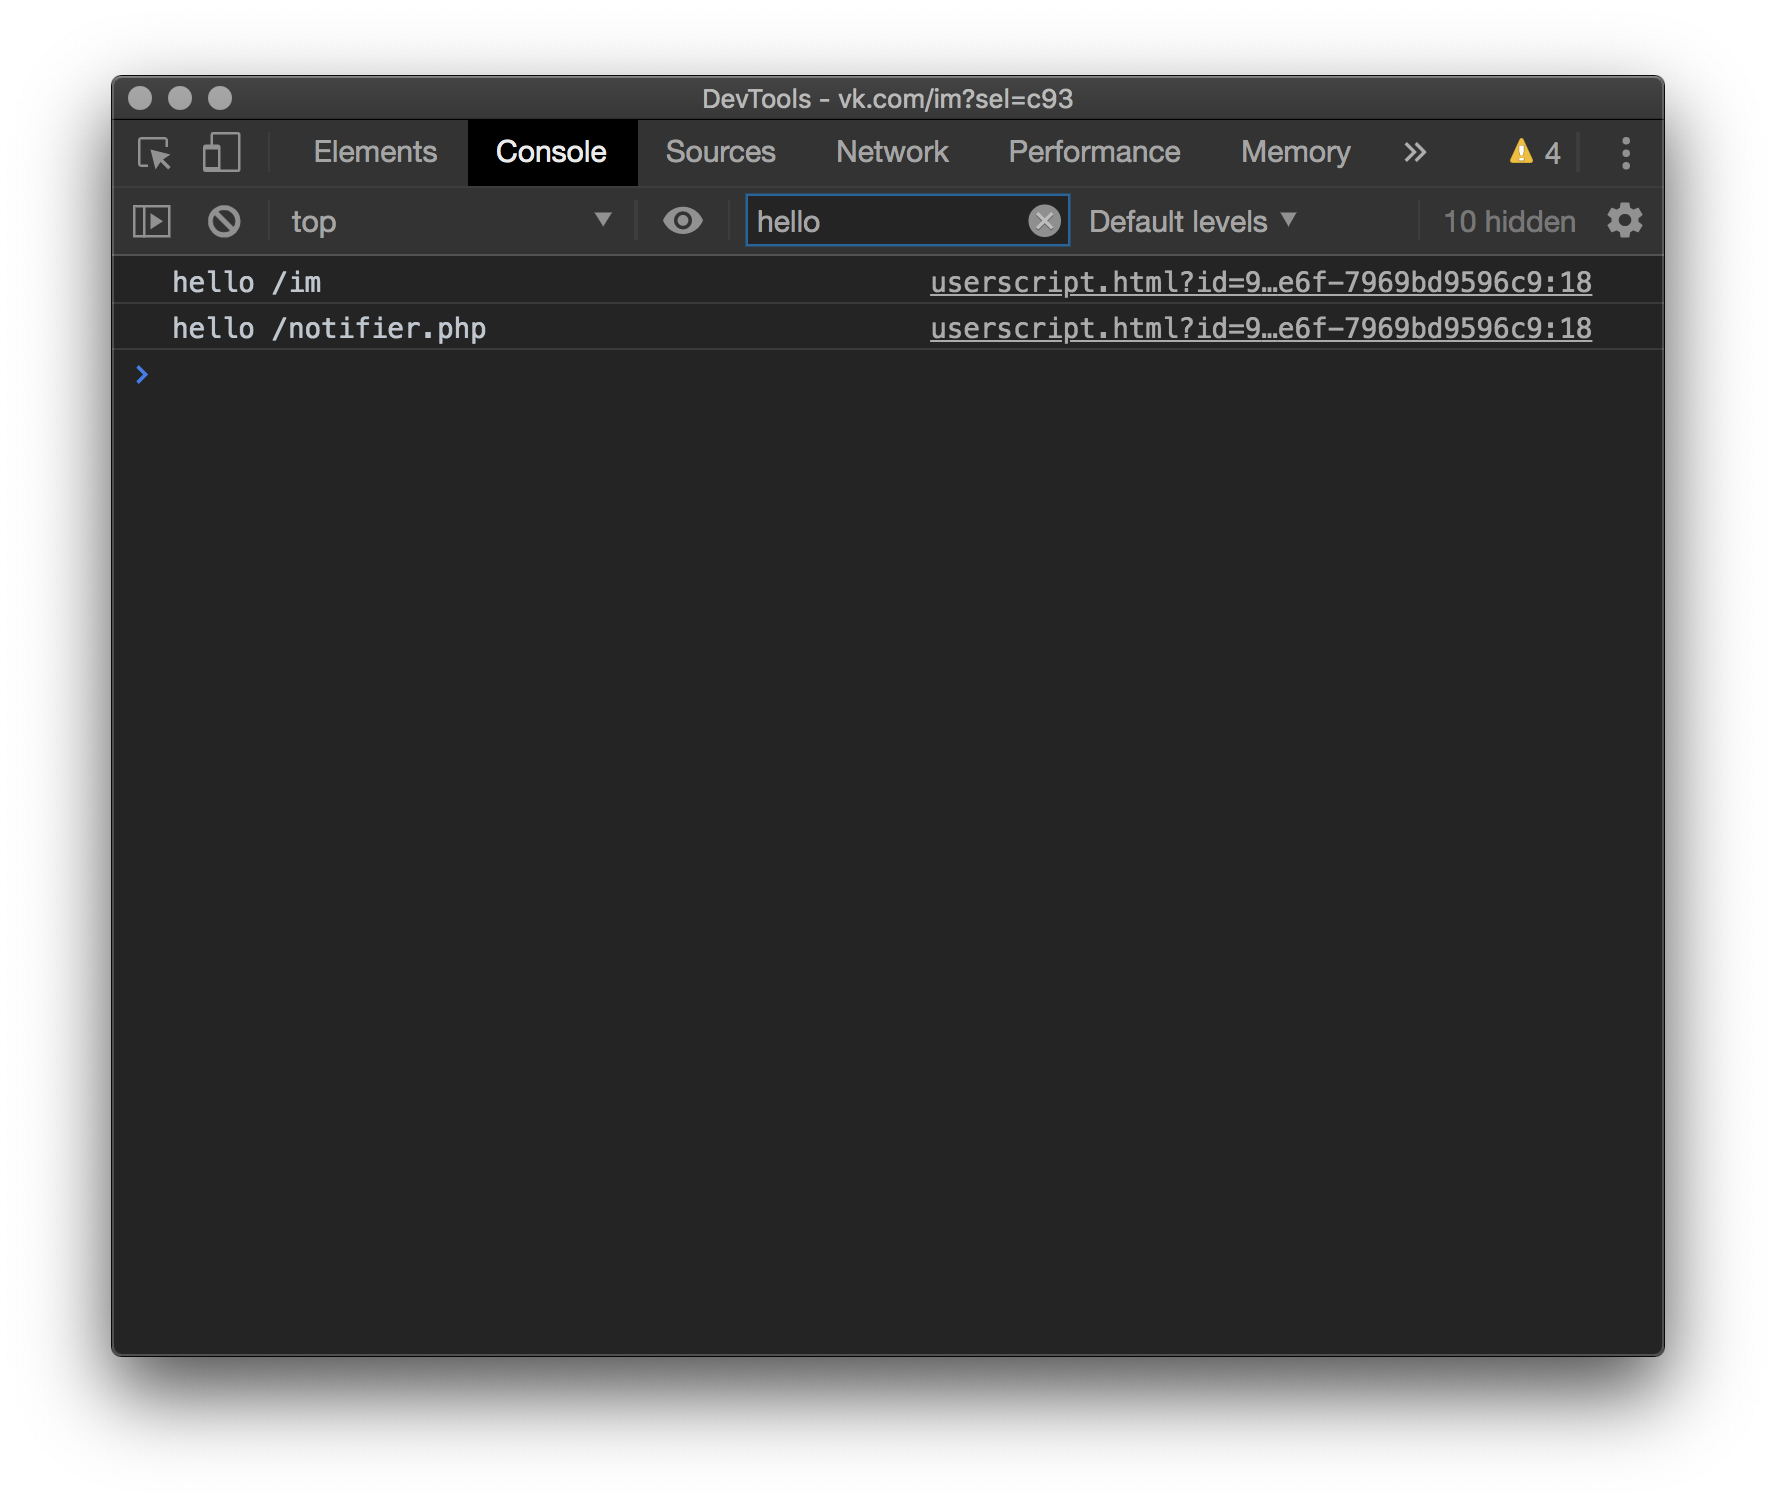 DevTools - vk.com/im?sel=c93
Elements Console Sources Network Performance Memory » 4
top hello Default levels 10 hidden
hello /im userscript.html?id=9…e6f-7969bd9596c9:18
hello /notifier.php userscript.html?id=9…e6f-7969bd9596c9:18